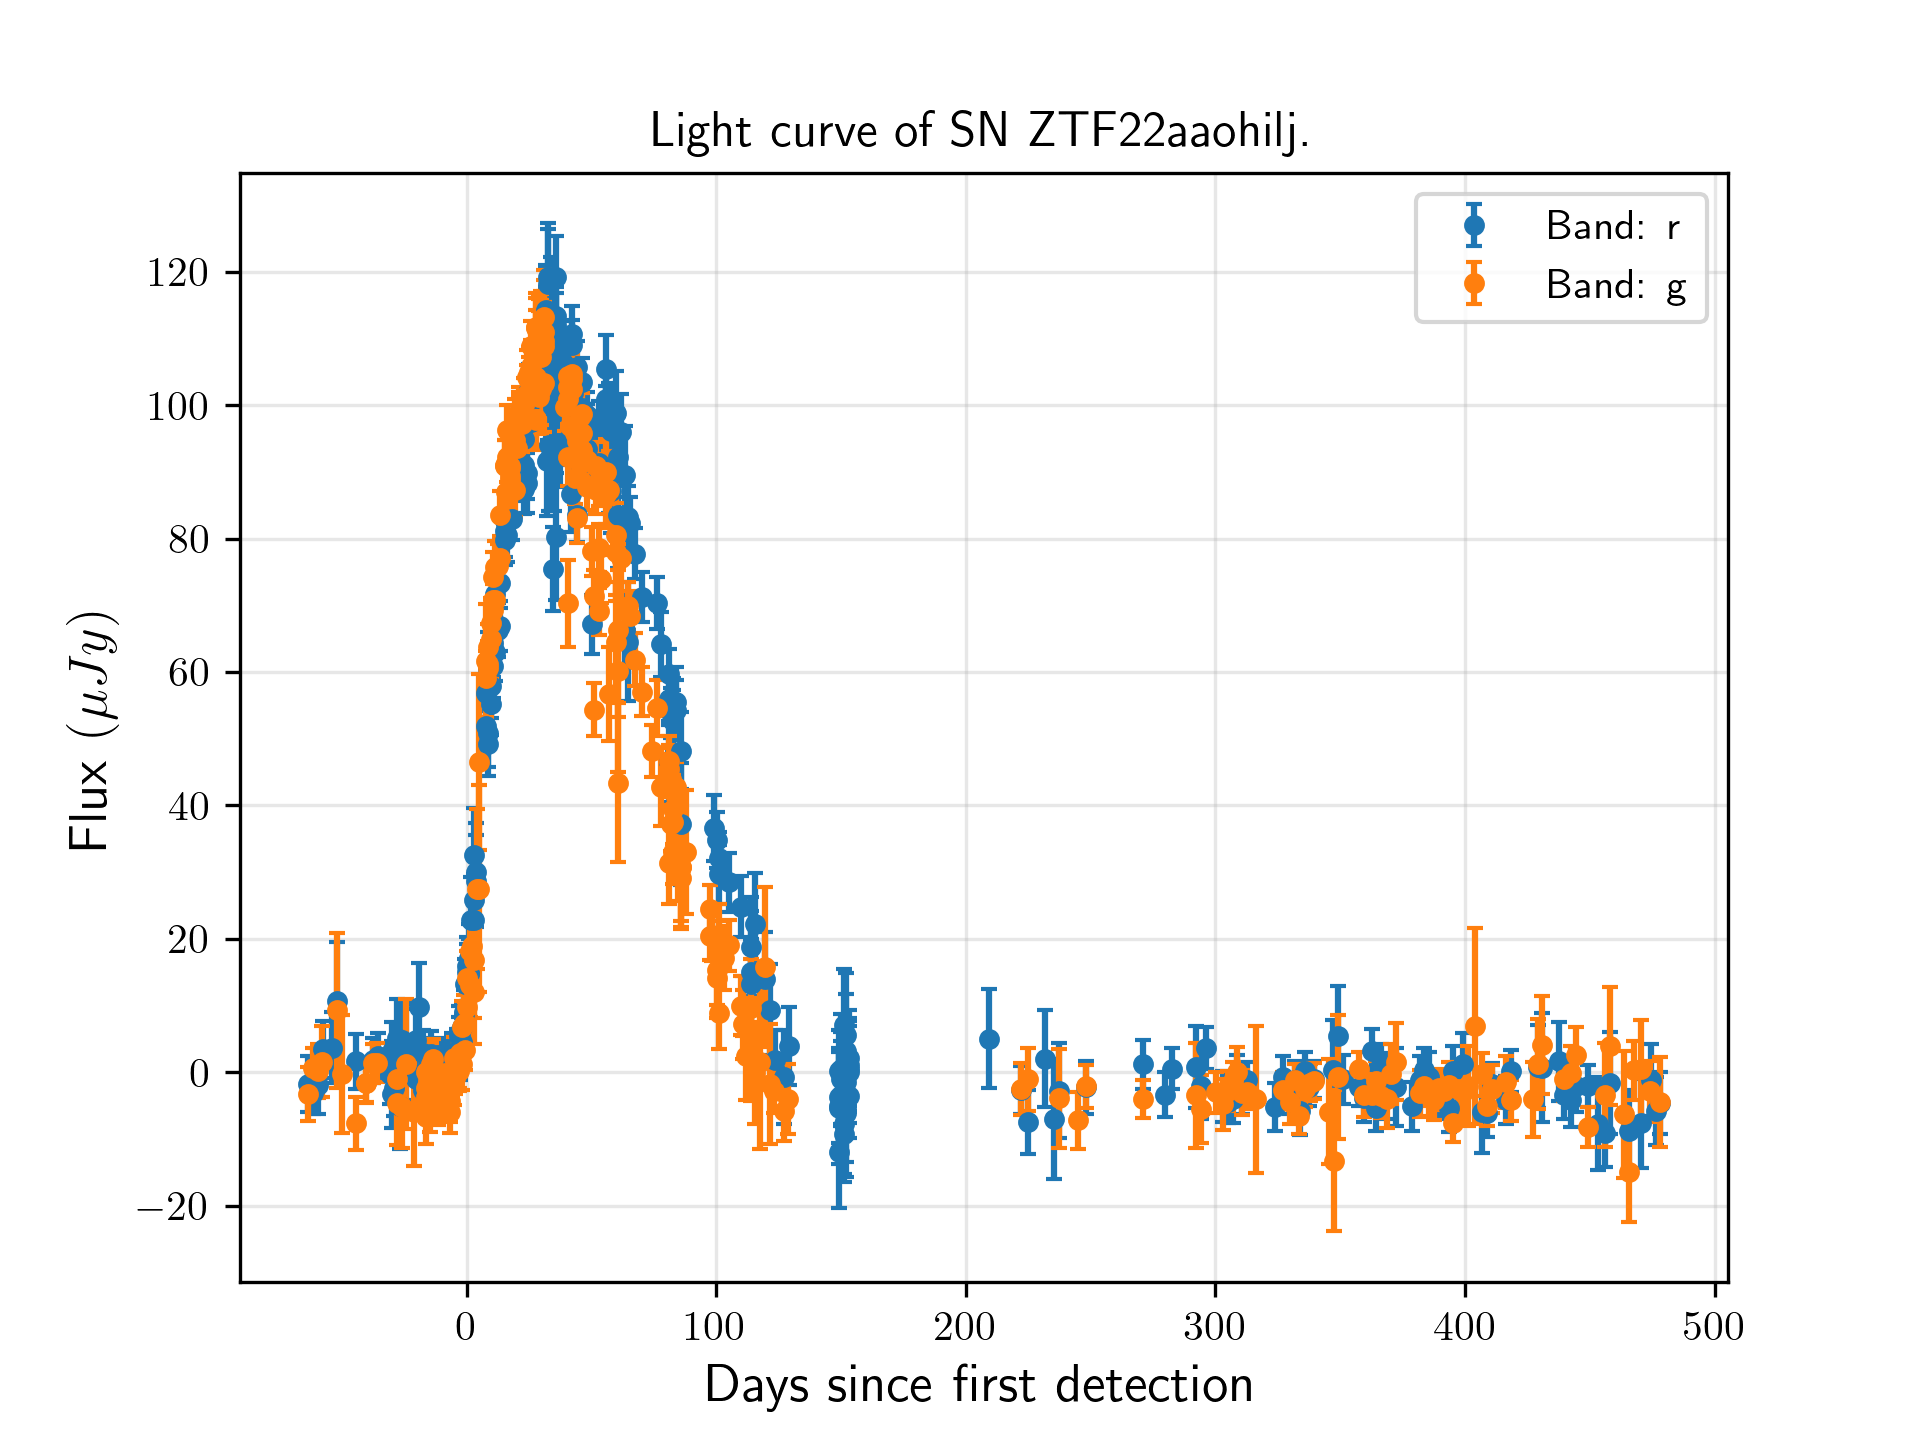 Light curve of SN ZTF22aaohilj.
Band: r
Band: g
120
100
80
60
40
20
0
−20
Flux (μJy)
0 100 200 300 400 500
Days since first detection